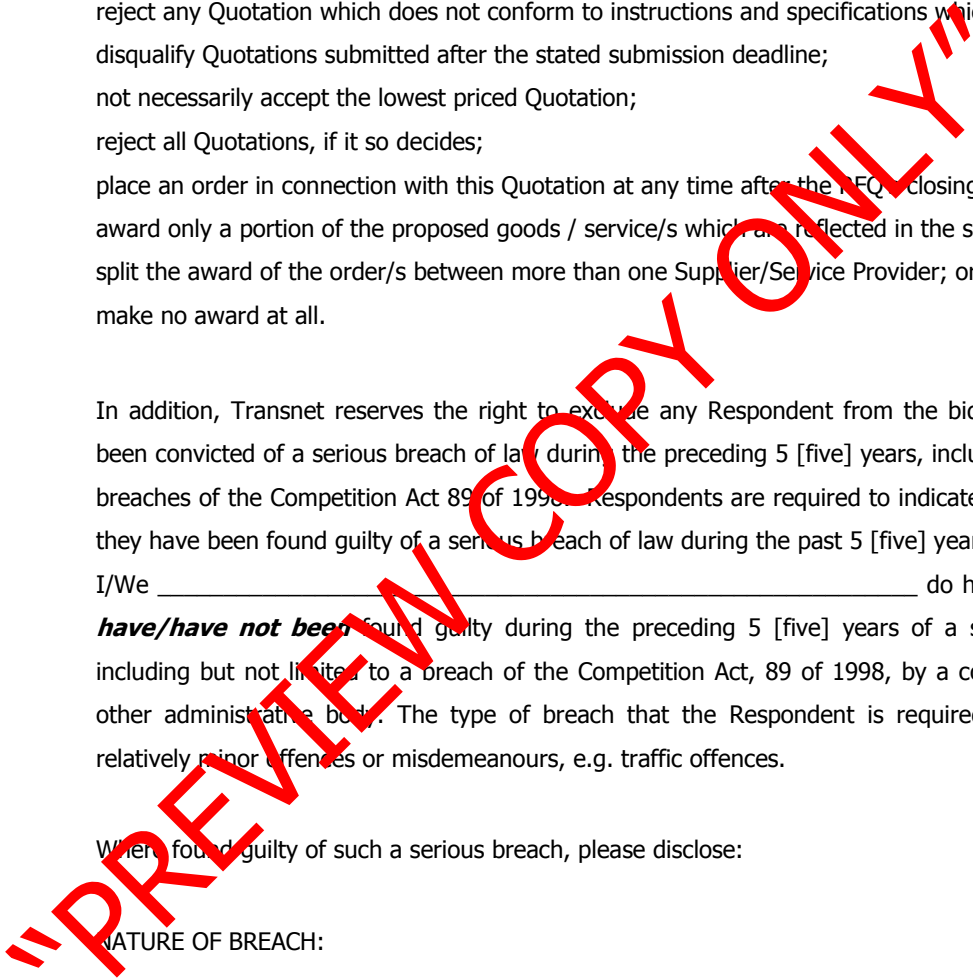 reject any Quotation which does not conform to instructions and specifications
disqualify Quotations submitted after the stated submission deadline;
not necessarily accept the lowest priced Quotation;
reject all Quotations, if it so decides;
place an order in connection with this Quotation at any time after the RFQ's closing
award only a portion of the proposed goods / service/s which are reflected in the
split the award of the order/s between more than one Supplier/Service Provider; or
make no award at all.
In addition, Transnet reserves the right to exclude any Respondent from the
been convicted of a serious breach of law during the preceding 5 [five] years,
breaches of the Competition Act 89 of 1998. Respondents are required to indicate
they have been found guilty of a serious breach of law during the past 5 [five]
I/We ______________________________ do
have/have not been found guilty during the preceding 5 [five] years of a
including but not limited to a breach of the Competition Act, 89 of 1998, by a
other administrative body. The type of breach that the Respondent is
relatively minor offences or misdemeanours, e.g. traffic offences.
Where found guilty of such a serious breach, please disclose:
NATURE OF BREACH:
"PREVIEW COPY ONLY"